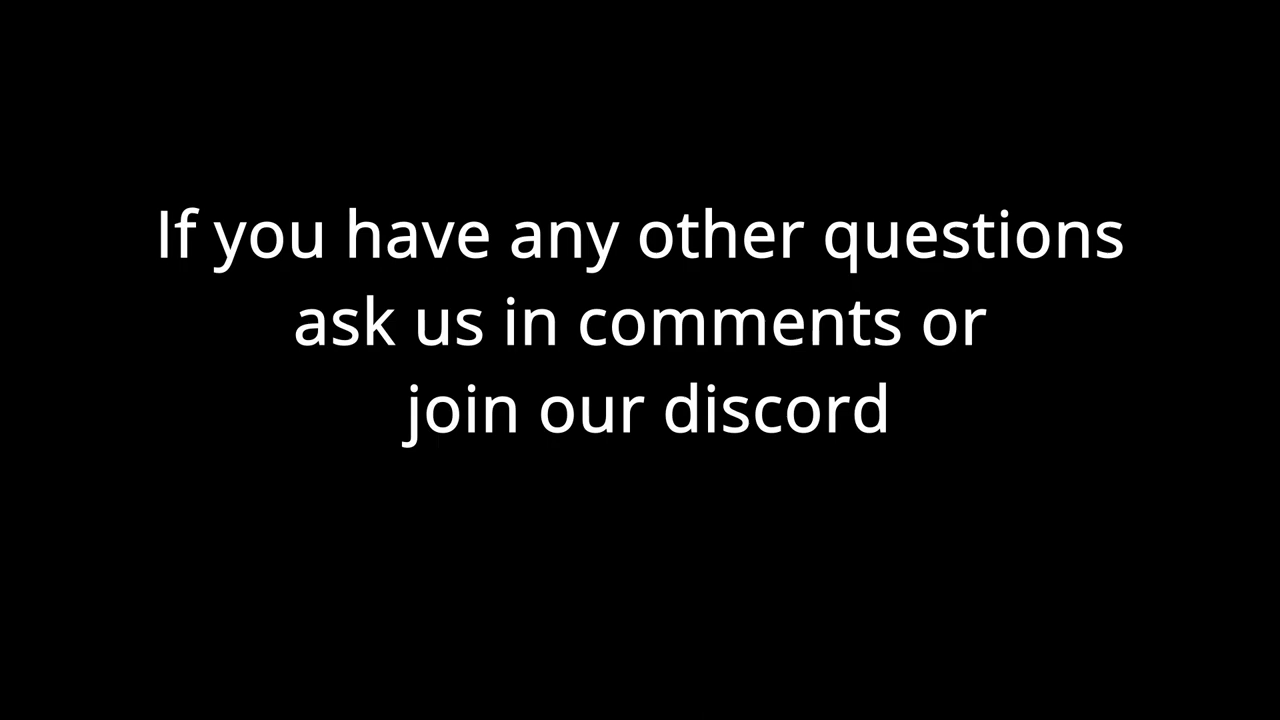 If you have any other questions
ask us in comments or
join our discord